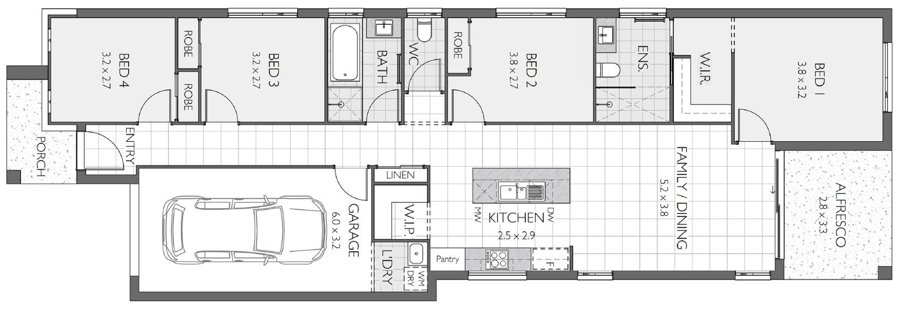 BED 4
3.2 x 2.7
ROBE
ROBE
BED 3
3.2 x 2.7
BATH
WC
ROBE
BED 2
3.8 x 2.7
ENS.
W.I.R.
BED 1
3.8 x 3.2
PORCH
ENTRY
LINEN
W.I.P.
GARAGE
6.0 x 3.2
L'DRY
WM
DRY
MW
DW
KITCHEN
2.5 x 2.9
Pantry
F
FAMILY / DINING
5.2 x 3.8
ALFRESCO
2.8 x 3.3